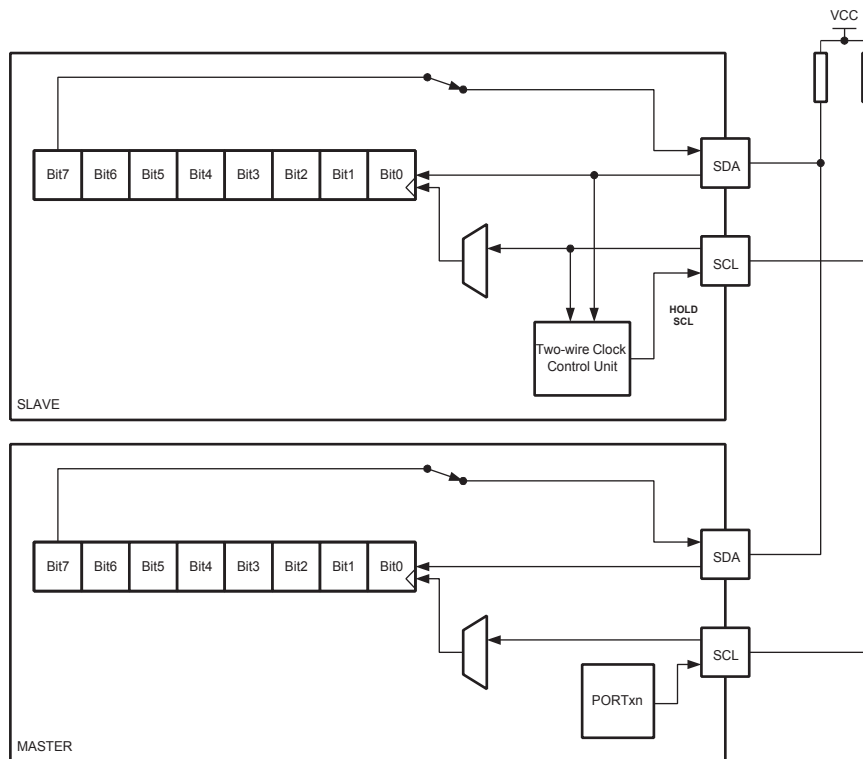 VCC
Bit7 Bit6 Bit5 Bit4 Bit3 Bit2 Bit1 Bit0
SDA
SCL
HOLD
SCL
Two-wire Clock
Control Unit
SLAVE
Bit7 Bit6 Bit5 Bit4 Bit3 Bit2 Bit1 Bit0
SDA
SCL
PORTxn
MASTER